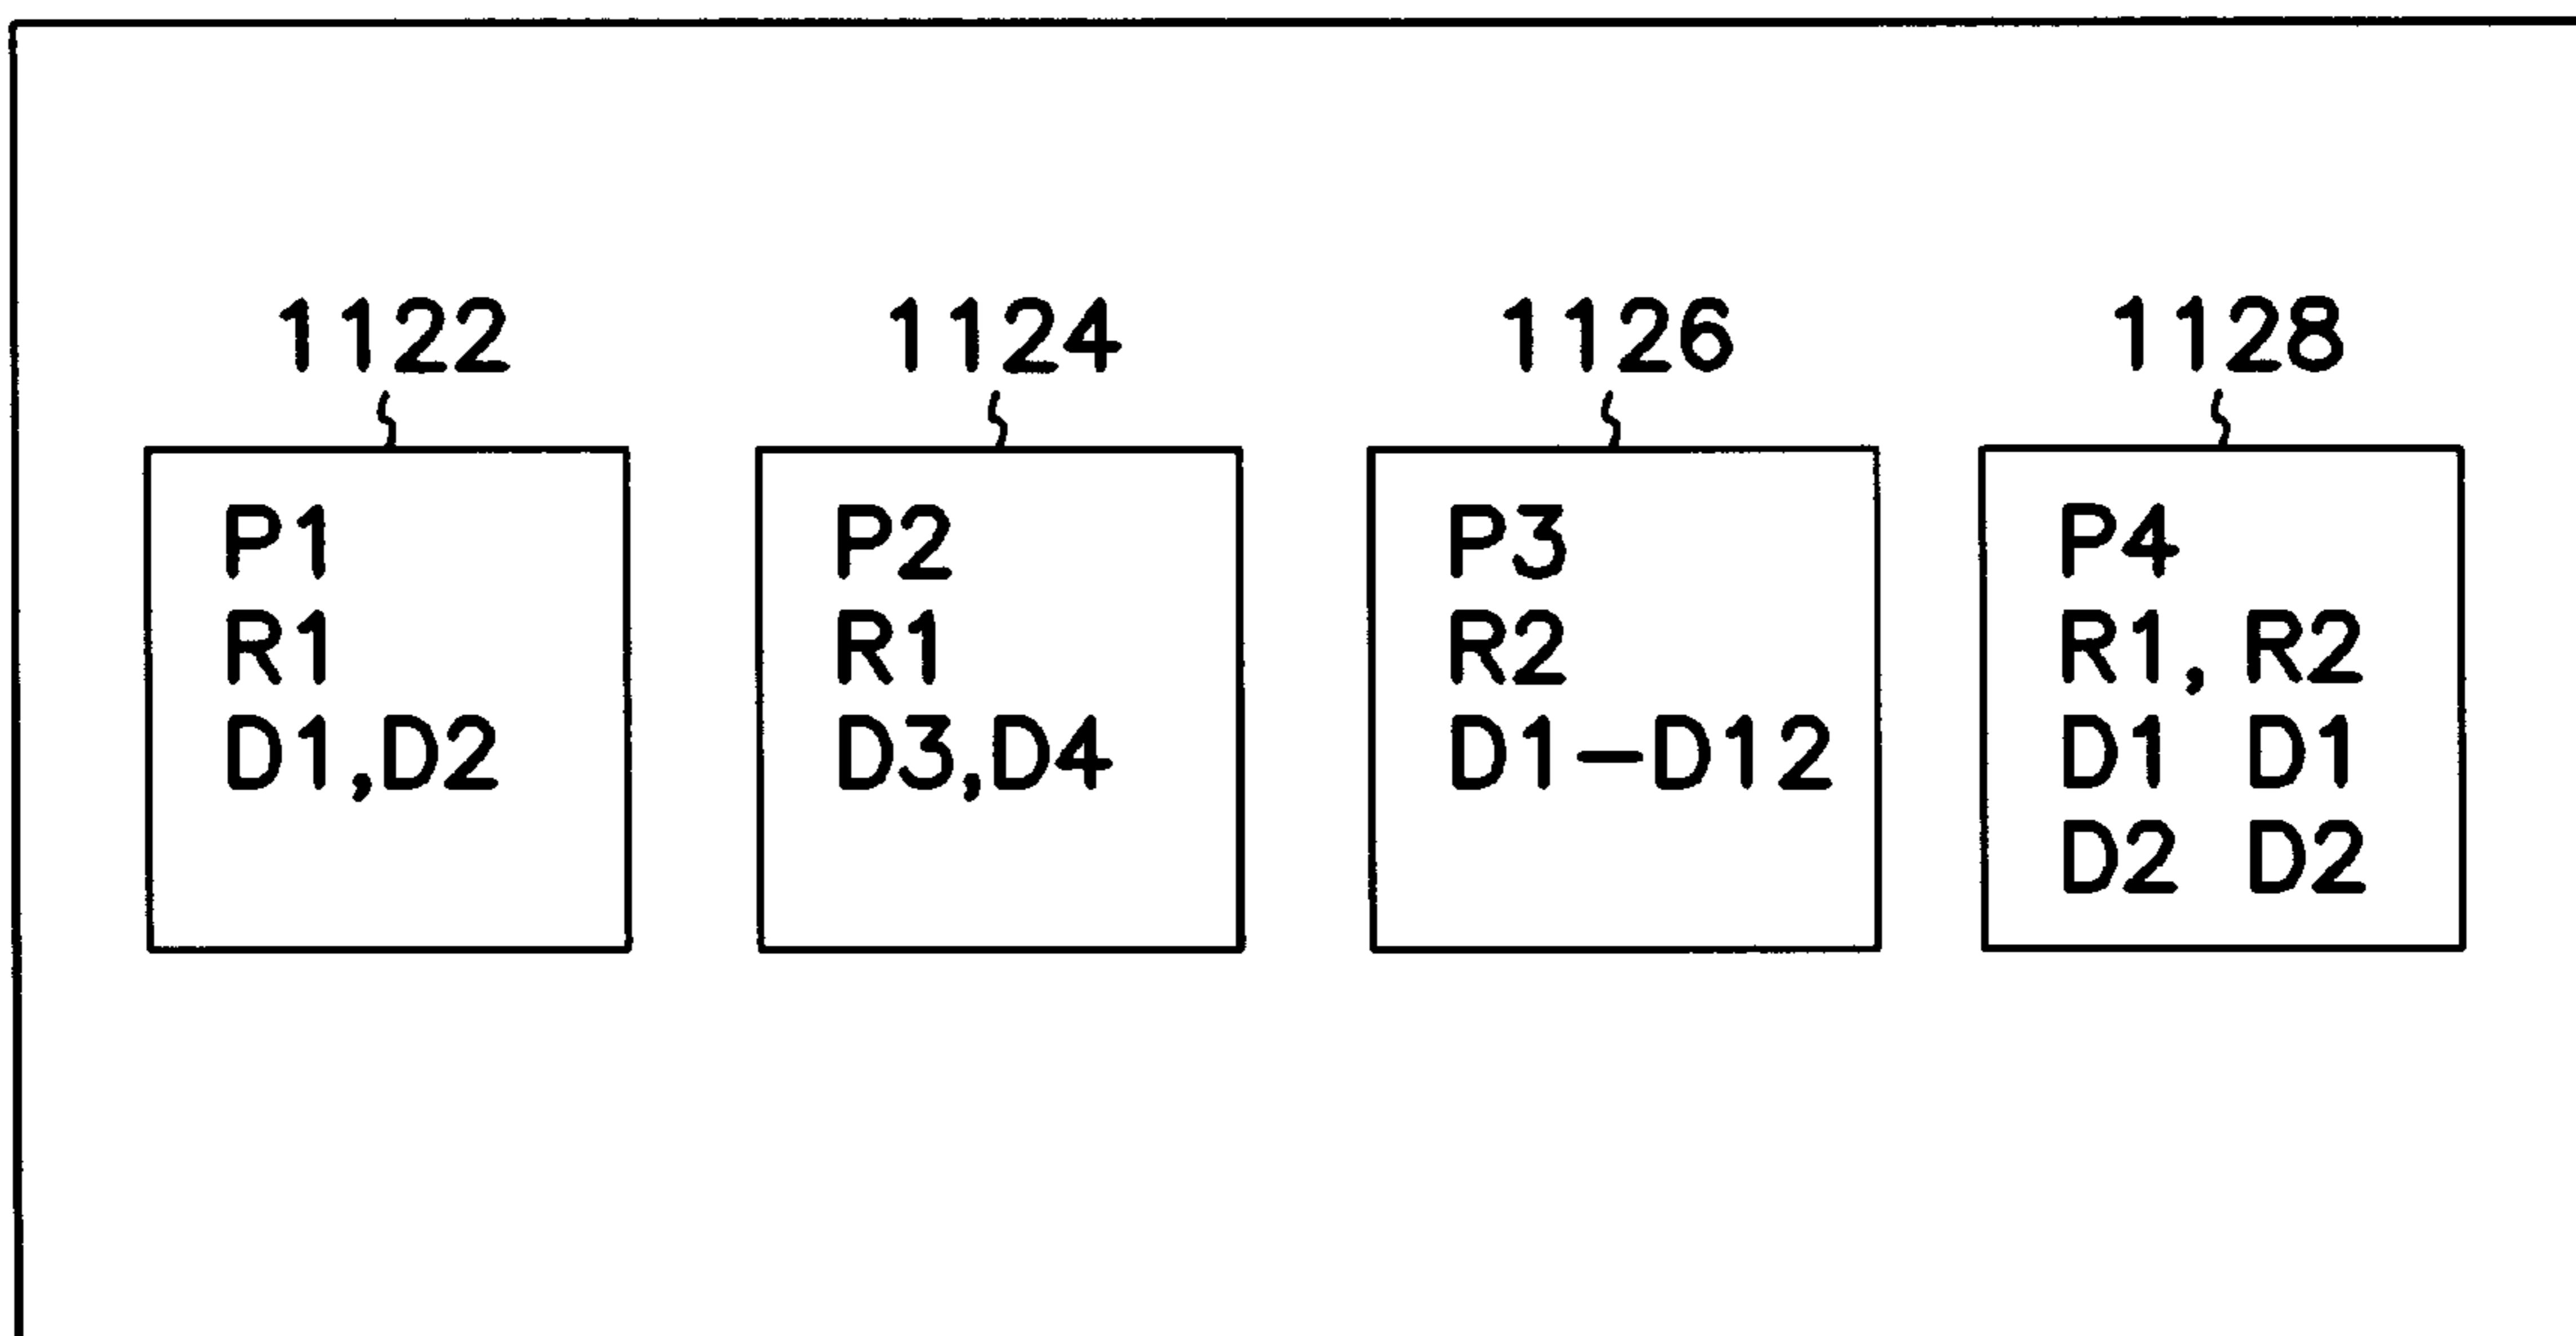 1122 1124 1126 1128
P1 P2 P3 P4
R1 R1 R2 R1, R2
D1,D2 D3,D4 D1-D12 D1 D1
D2 D2